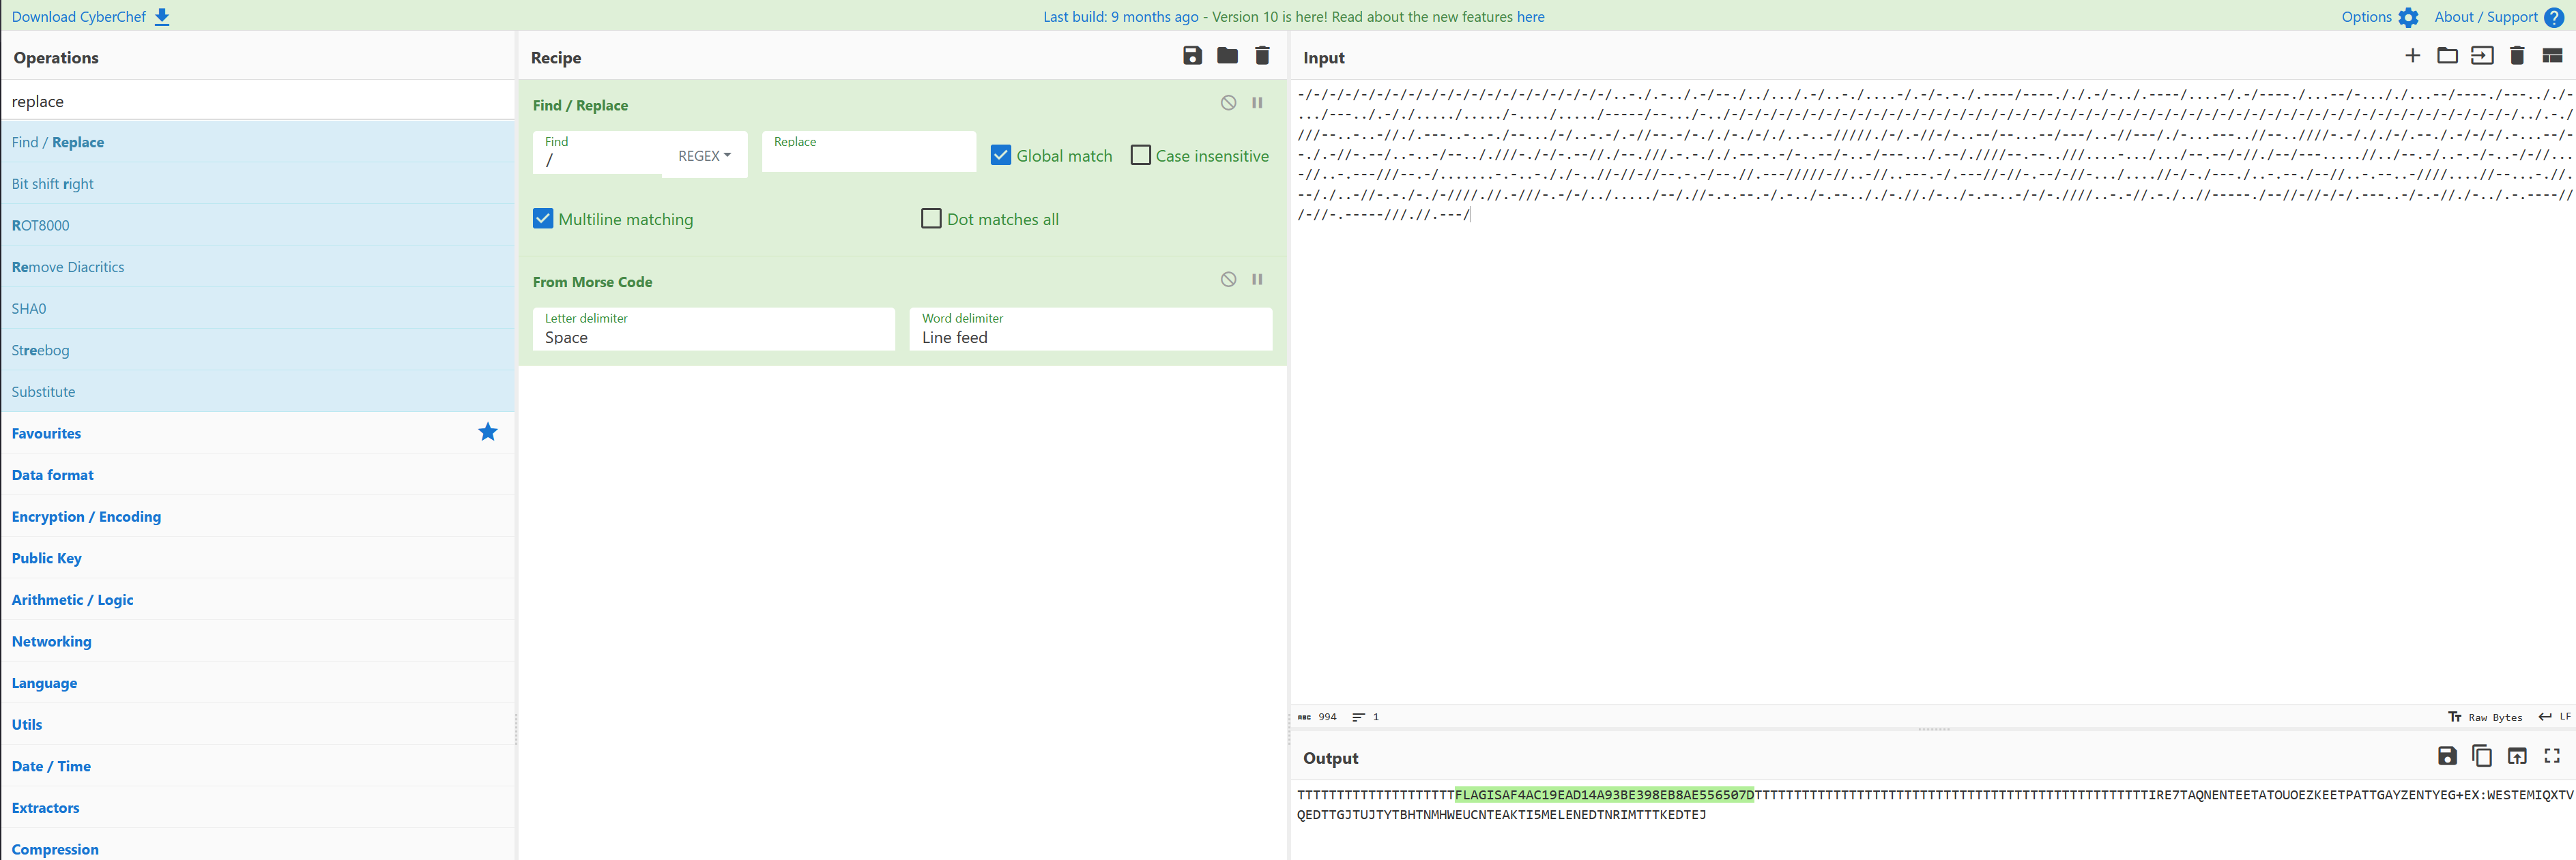 Download CyberChef
Last build: 9 months ago - Version 10 is here! Read about the new features here
Options
About / Support
Operations
replace
Find / Replace
Bit shift right
ROT8000
Remove Diacritics
SHA0
Streebog
Substitute
Favourites
Data format
Encryption / Encoding
Public Key
Arithmetic / Logic
Networking
Language
Utils
Date / Time
Extractors
Compression
Recipe
Find / Replace
Find
/
REGEX
Replace
Global match
Case insensitive
Multiline matching
Dot matches all
From Morse Code
Letter delimiter
Space
Word delimiter
Line feed
Input
-/-/-/-/-/-/-/-/-/-/-/-/-/-/-/-/-/-/-/-/..-./.-../.-/--./../.../.-/..-./....-/.-/-.-./.----/----././.-/-../.----/....-/.-/----./...--/-..././...--/----./---.././-
/-//-.-----///.//.---/
994
1
Raw Bytes
LF
Output
TTTTTTTTTTTTTTTTTTTTFLAGISAF4AC19EAD14A93BE398EB8AE556507DTTTTTTTTTTTTTTTTTTTTTTTTTTTTTTTTTTTTTTTTTTTTTTTTTTIRE7TAQNENTEETATOUOEZKEETPATTGAYZENTYEG+EX:WESTEMIQXTV
QEDTTGJTUJTYTBHTNMHWEUCNTEAKTI5MELENEDTNRIMTTTKEDTEJ